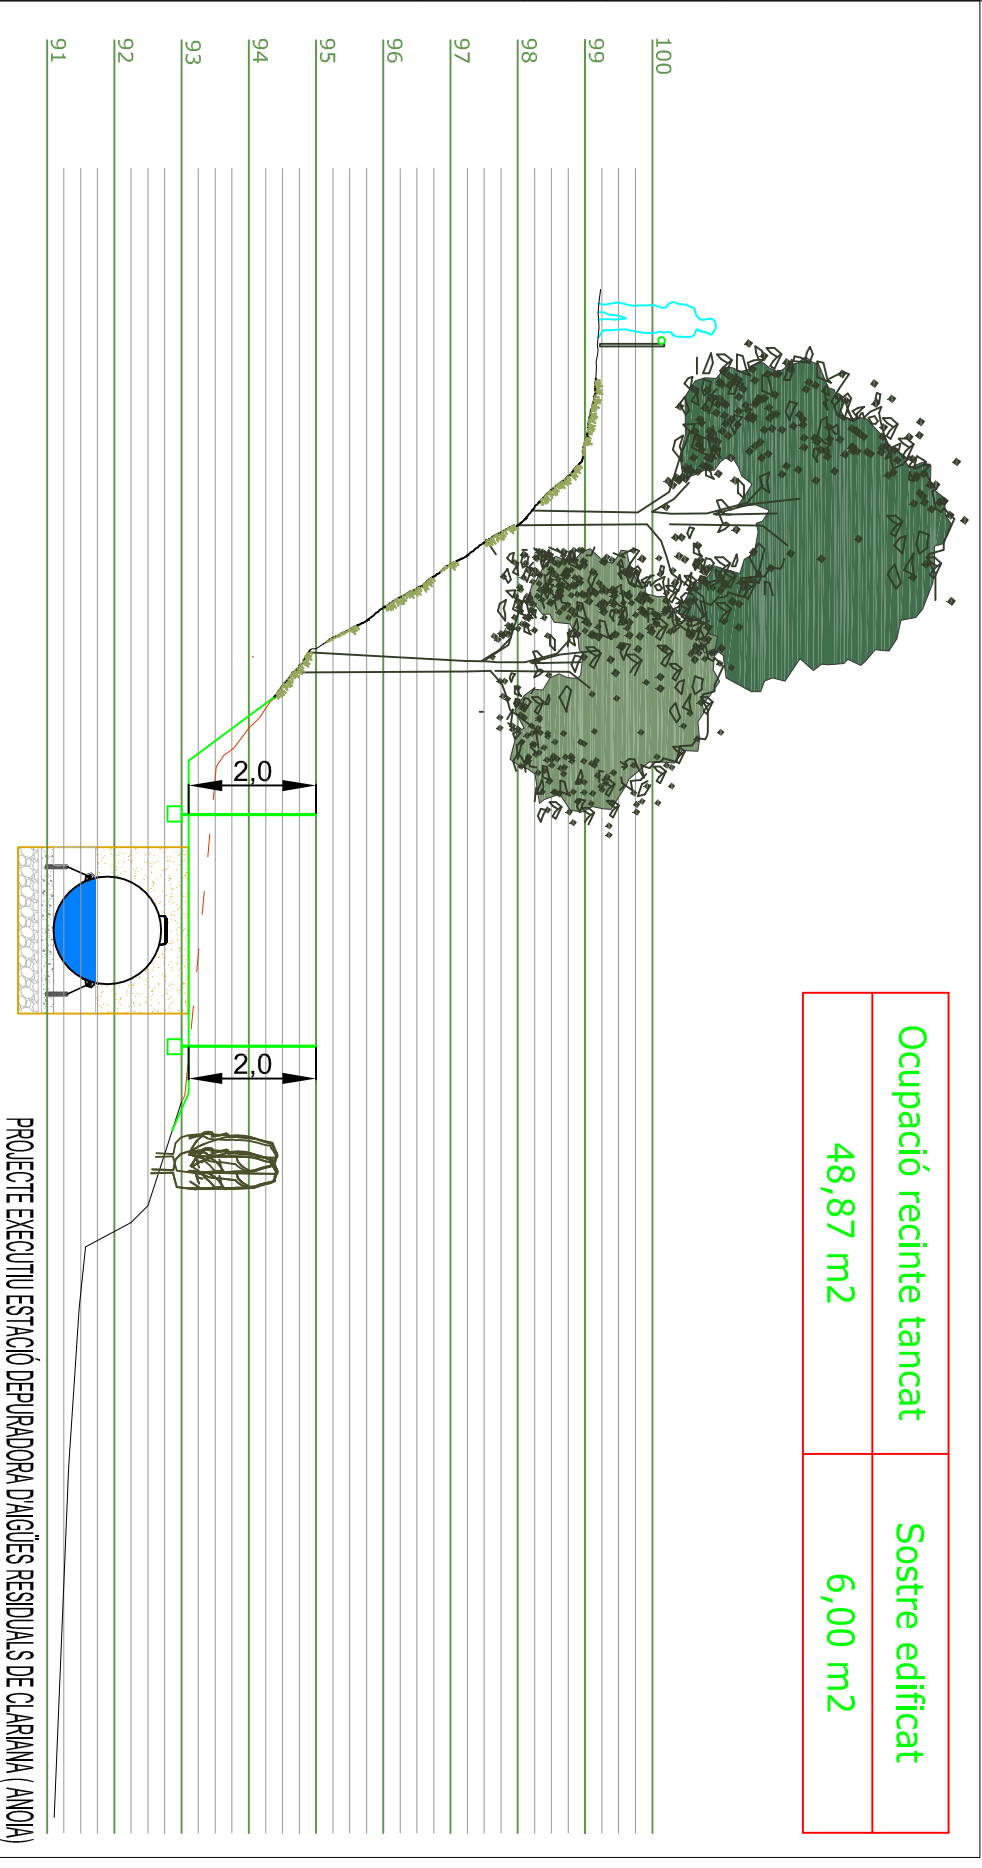 Ocupació recinte tancat
Sostre edificat
48,87 m2
6,00 m2
100
99
98
97
96
95
94
93
92
91
2,0
2,0
PROJECTE EXECUTIU ESTACIÓ DEPURADORA D'AIGÜES RESIDUALS DE CLARIANA ( ANOIA)